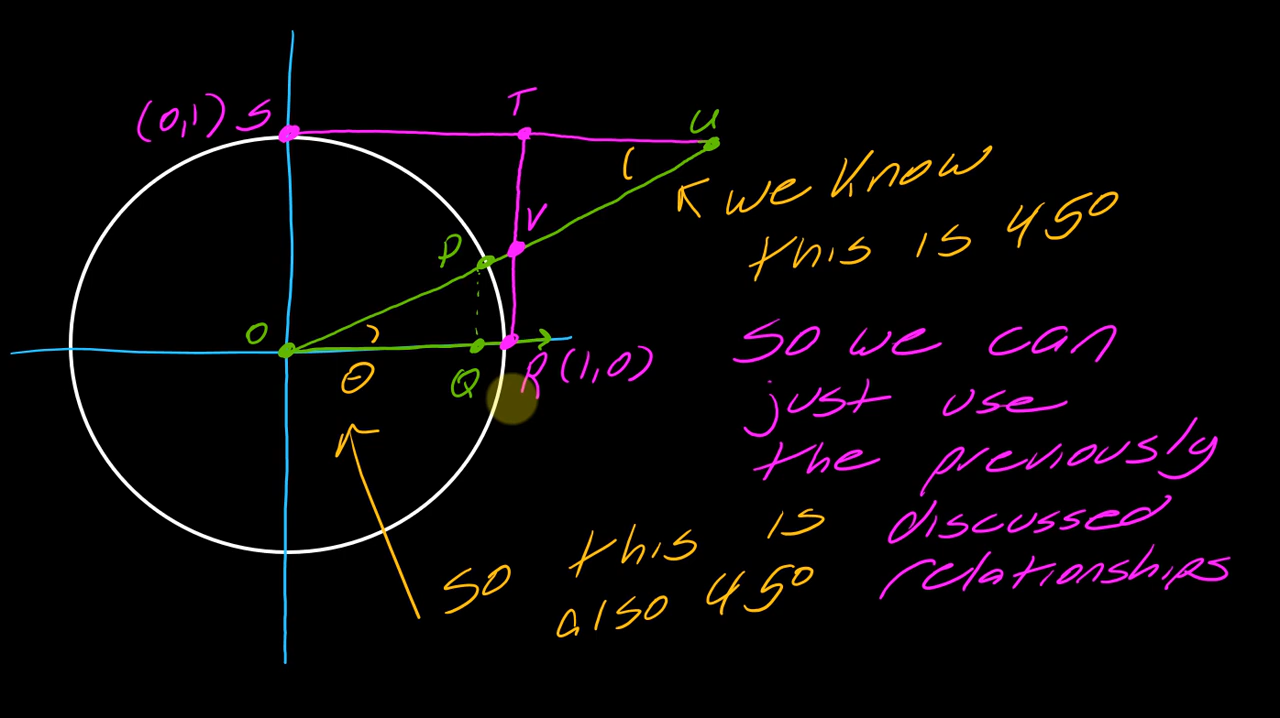 T
U
(0,1) S
we know
this is 45°
V
P
O
so we can
Q
R (1,0)
θ
just use
the previously
discussed
relationships
so this is
also 45°